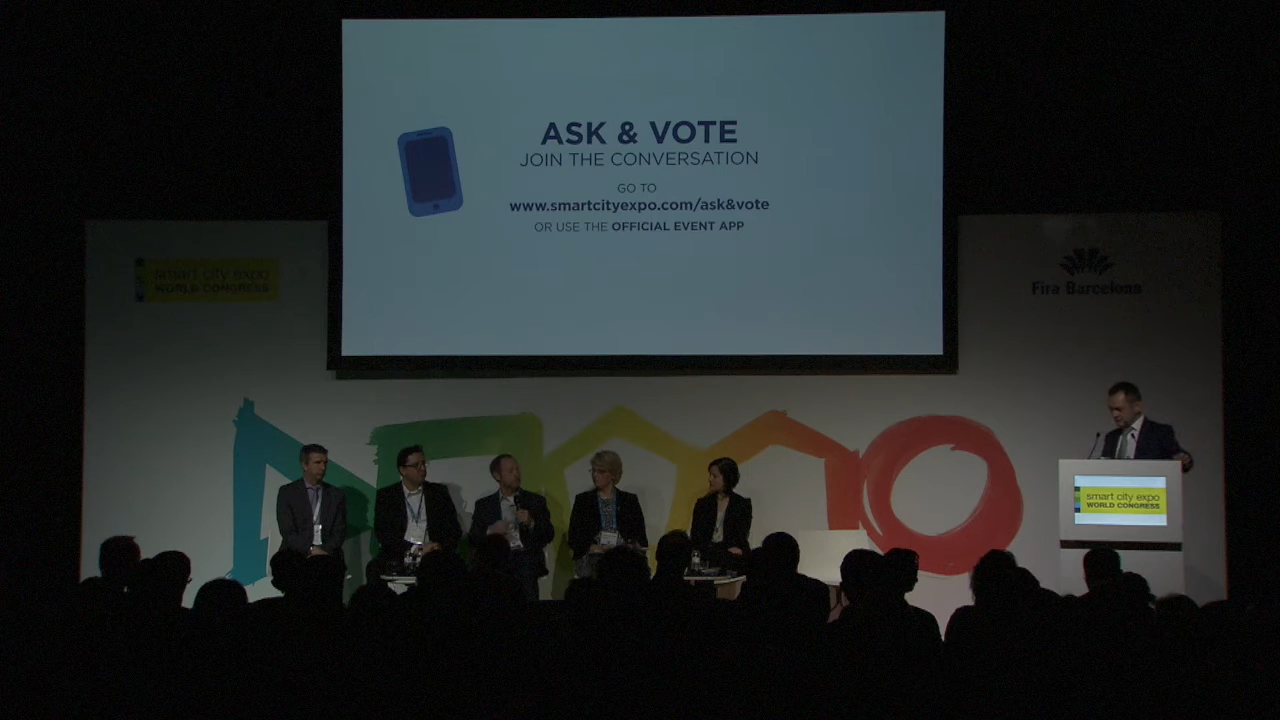 ASK & VOTE
JOIN THE CONVERSATION
GO TO
www.smartcityexpo.com/ask&vote
OR USE THE OFFICIAL EVENT APP
smart city expo
WORLD CONGRESS
Fira Barcelona
smart city expo
WORLD CONGRESS